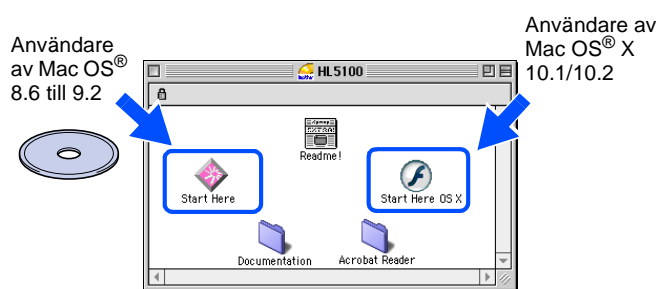 Användare
av Mac OS®
8.6 till 9.2
Användare av
Mac OS® X
10.1/10.2
HL5100
Readme!
Start Here
Start Here OS X
Documentation
Acrobat Reader